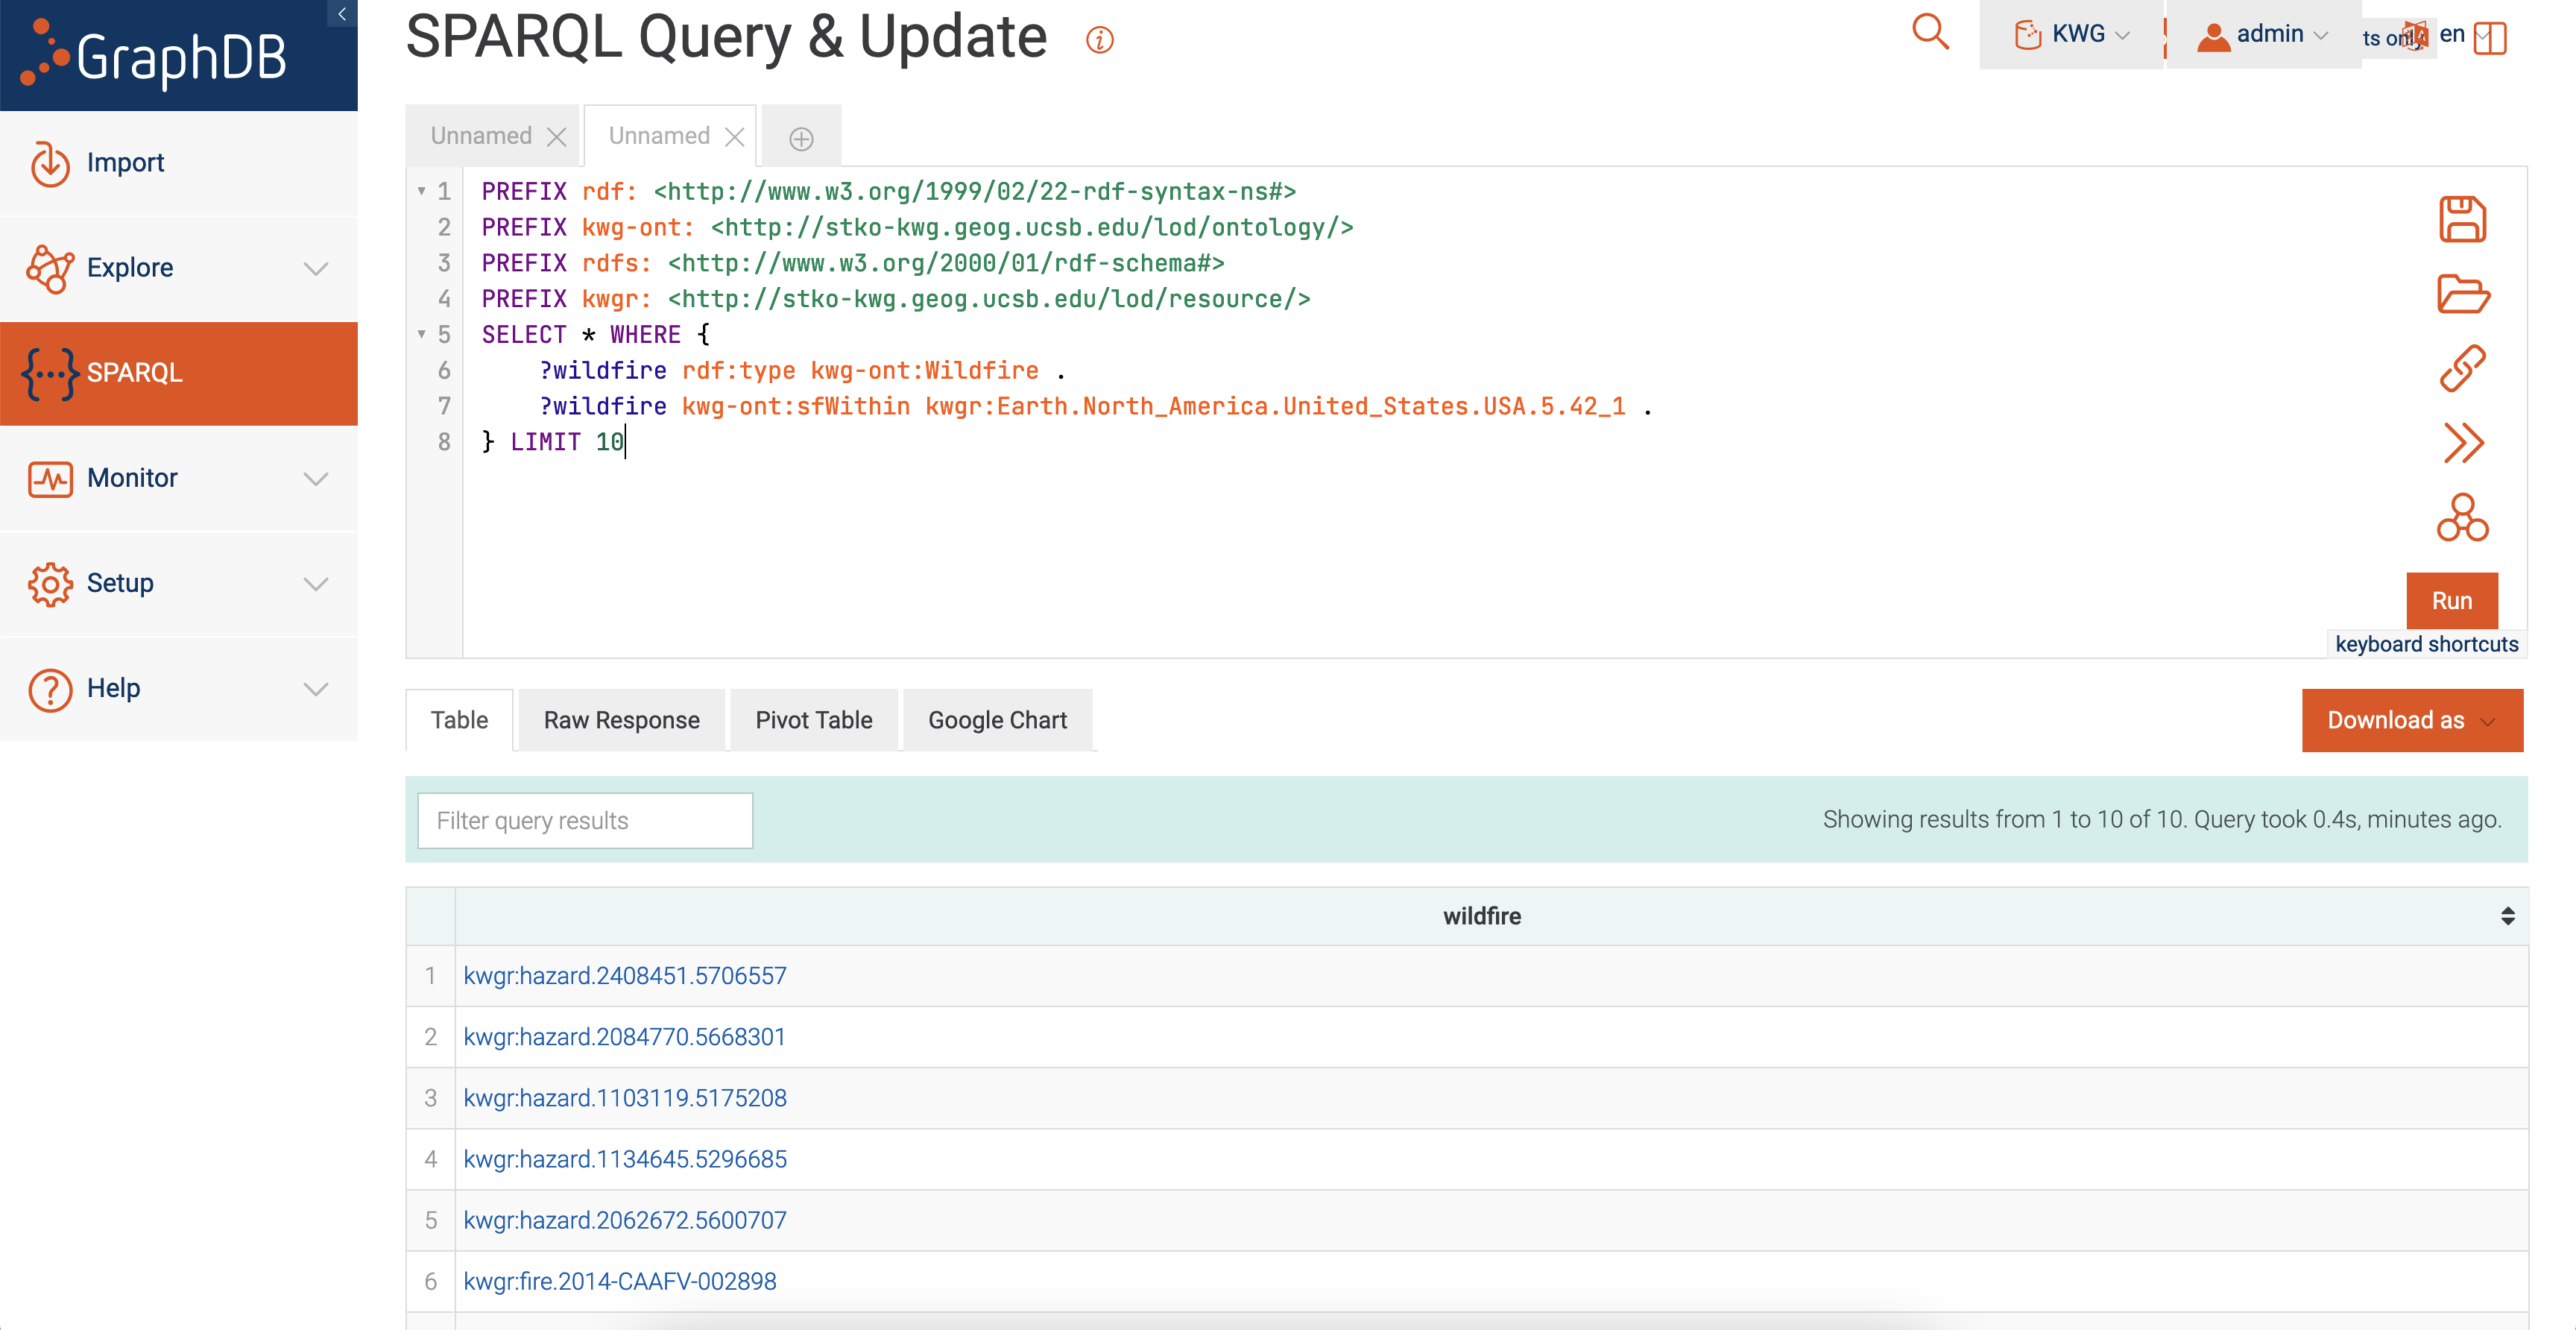 GraphDB
Import
Explore
SPARQL
Monitor
Setup
Help
SPARQL Query & Update
KWG
admin
ts only
en
Unnamed
Unnamed
1 PREFIX rdf: <http://www.w3.org/1999/02/22-rdf-syntax-ns#>
2 PREFIX kwg-ont: <http://stko-kwg.geog.ucsb.edu/lod/ontology/>
3 PREFIX rdfs: <http://www.w3.org/2000/01/rdf-schema#>
4 PREFIX kwgr: <http://stko-kwg.geog.ucsb.edu/lod/resource/>
5 SELECT * WHERE {
6 ?wildfire rdf:type kwg-ont:Wildfire .
7 ?wildfire kwg-ont:sfWithin kwgr:Earth.North_America.United_States.USA.5.42_1 .
8 } LIMIT 10
Run
keyboard shortcuts
Table
Raw Response
Pivot Table
Google Chart
Download as
Filter query results
Showing results from 1 to 10 of 10. Query took 0.4s, minutes ago.
wildfire
1 kwgr:hazard.2408451.5706557
2 kwgr:hazard.2084770.5668301
3 kwgr:hazard.1103119.5175208
4 kwgr:hazard.1134645.5296685
5 kwgr:hazard.2062672.5600707
6 kwgr:fire.2014-CAAFV-002898